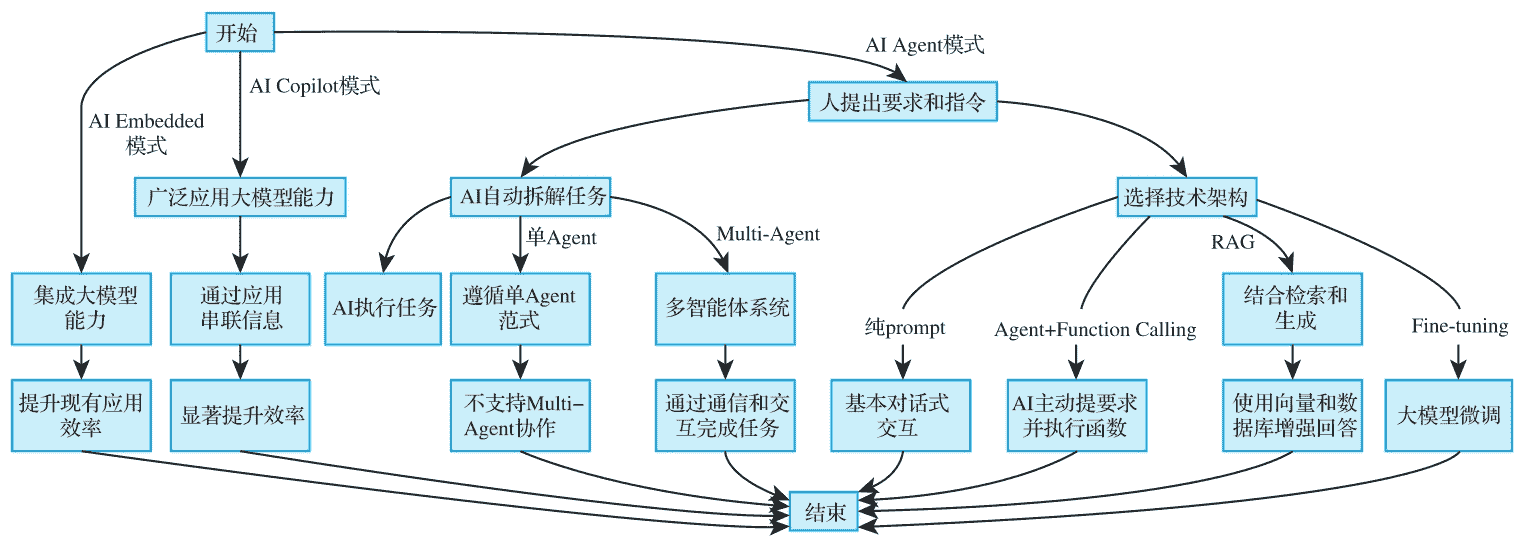 开始
AI Agent模式
AI Copilot模式
人提出要求和指令
AI Embedded
模式
广泛应用大模型能力
AI自动拆解任务
选择技术架构
单Agent
Multi-Agent
RAG
集成大模型
能力
通过应用
串联信息
AI执行任务
遵循单Agent
范式
多智能体系统
结合检索和
生成
纯prompt
Agent+Function Calling
Fine-tuning
提升现有应用
效率
显著提升效率
不支持Multi-
Agent协作
通过通信和交
互完成任务
基本对话式
交互
AI主动提要求
并执行函数
使用向量和数
据库增强回答
大模型微调
结束